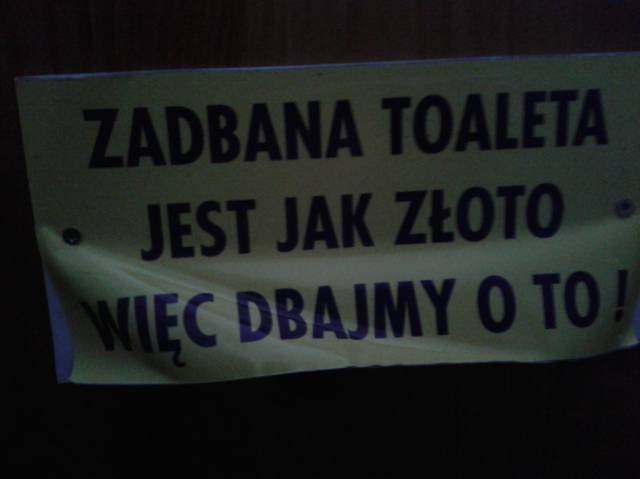 ZADBANA TOALETA
JEST JAK ZŁOTO
WIĘC DBAJMY O TO !